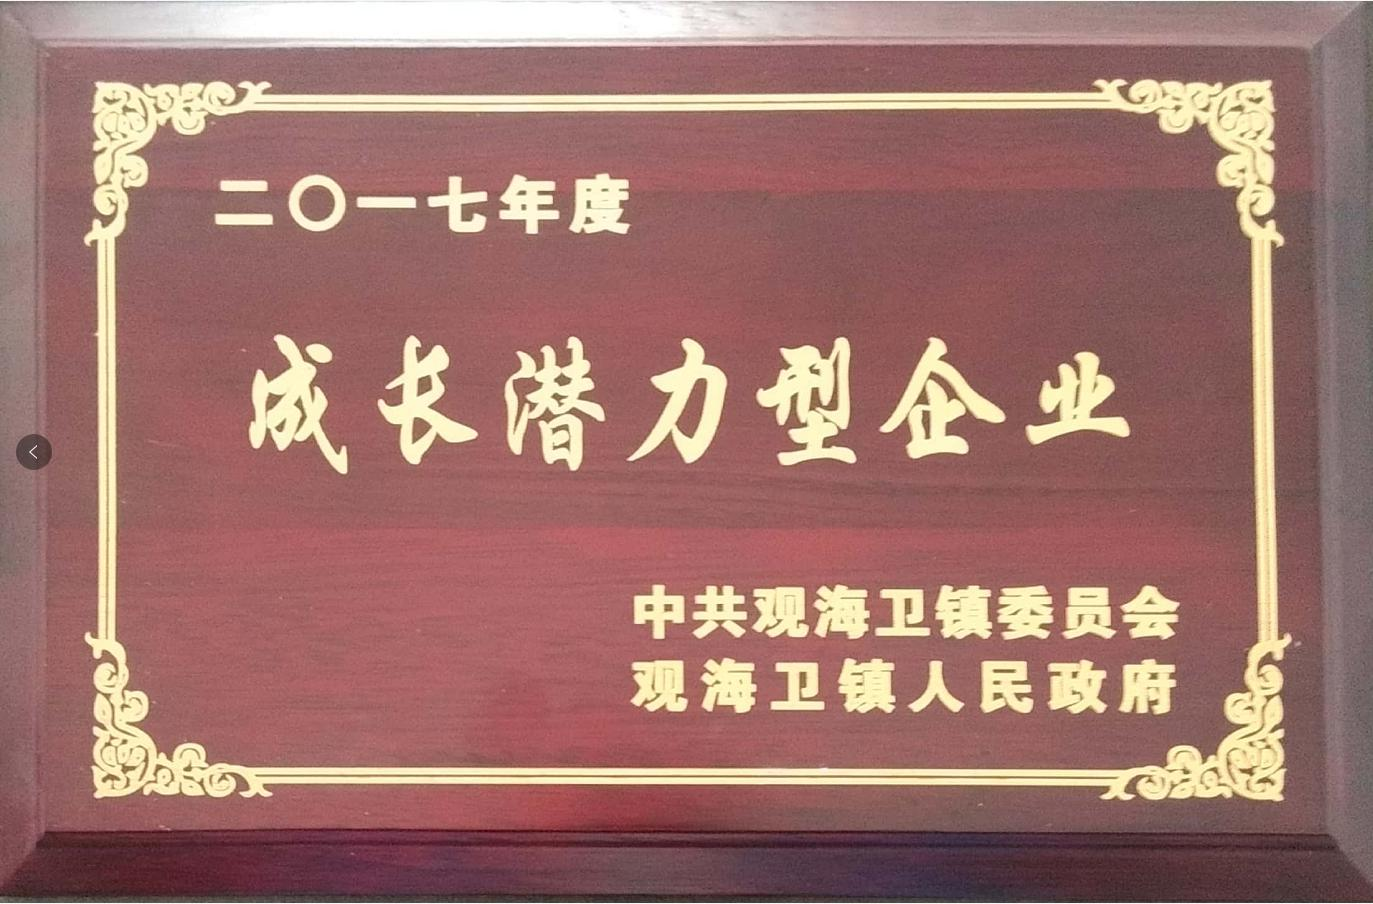 二〇一七年度
成长潜力型企业
中共观海卫镇委员会
观海卫镇人民政府